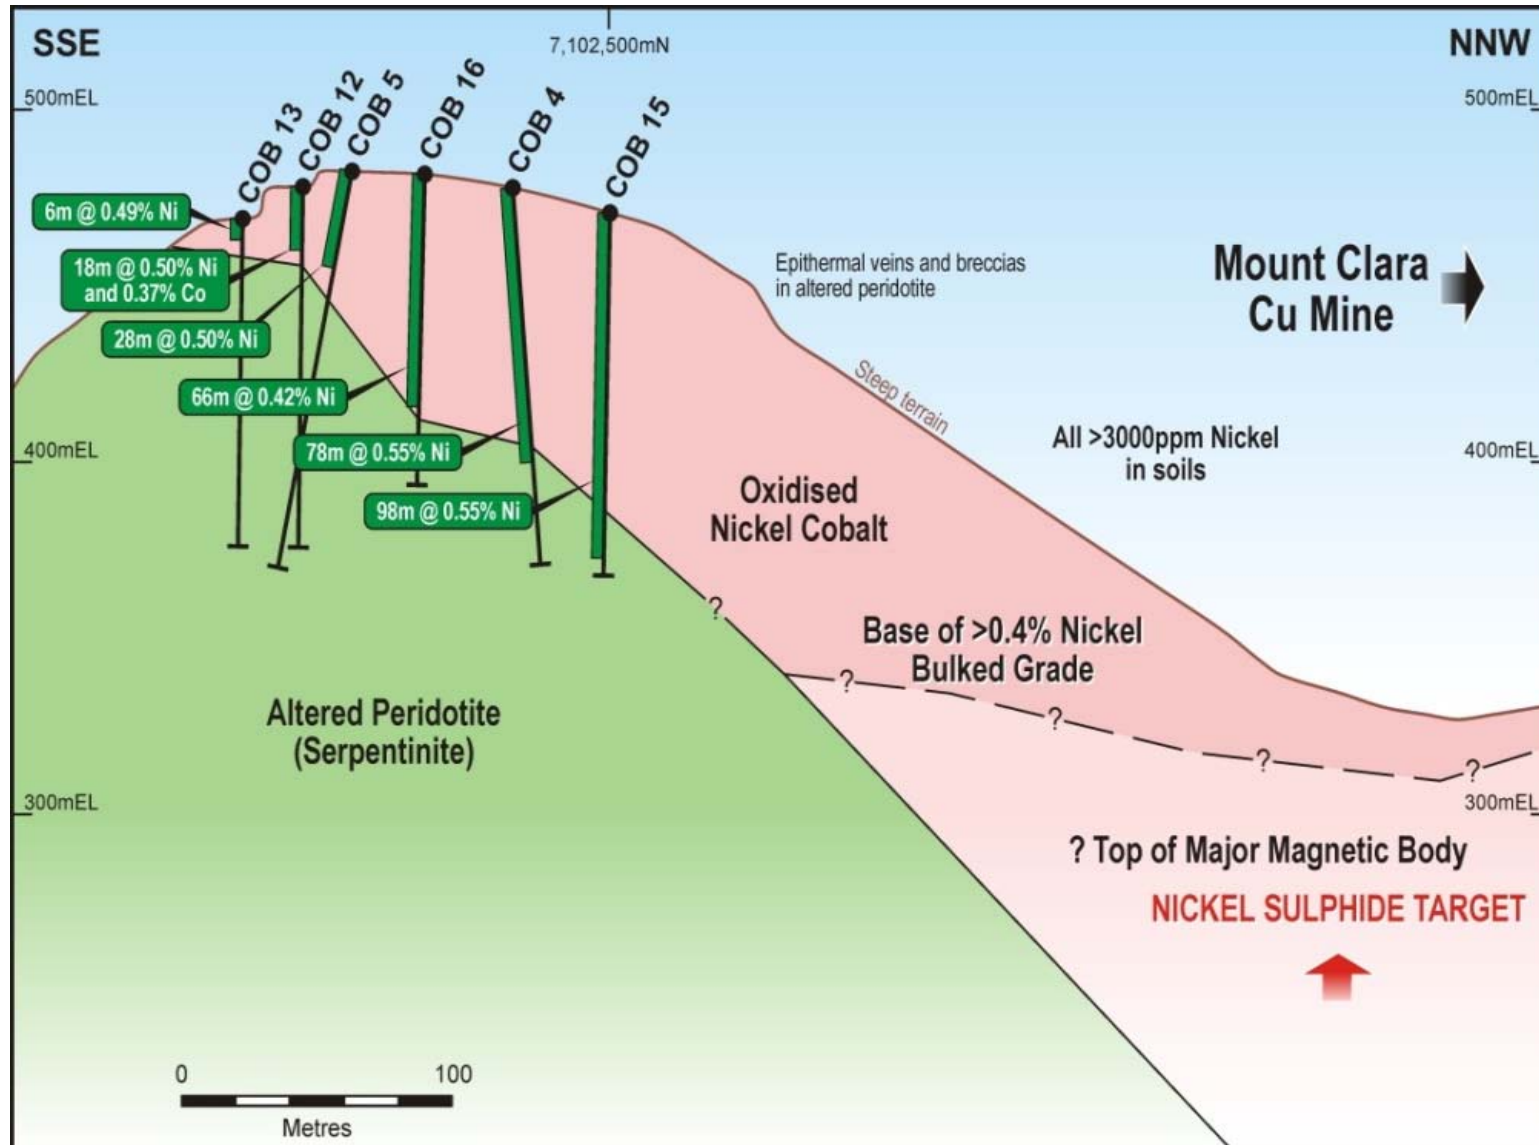 SSE
7,102,500mN
NNW
500mEL
500mEL
COB 13
COB 12
COB 5
COB 16
COB 4
COB 15
6m @ 0.49% Ni
18m @ 0.50% Ni
and 0.37% Co
28m @ 0.50% Ni
66m @ 0.42% Ni
78m @ 0.55% Ni
98m @ 0.55% Ni
Epithermal veins and breccias
in altered peridotite
Mount Clara
Cu Mine
Steep terrain
All >3000ppm Nickel
in soils
400mEL
400mEL
Oxidised
Nickel Cobalt
?
Base of >0.4% Nickel
Bulked Grade
?
?
?
?
Altered Peridotite
(Serpentinite)
300mEL
300mEL
? Top of Major Magnetic Body
NICKEL SULPHIDE TARGET
0
100
Metres